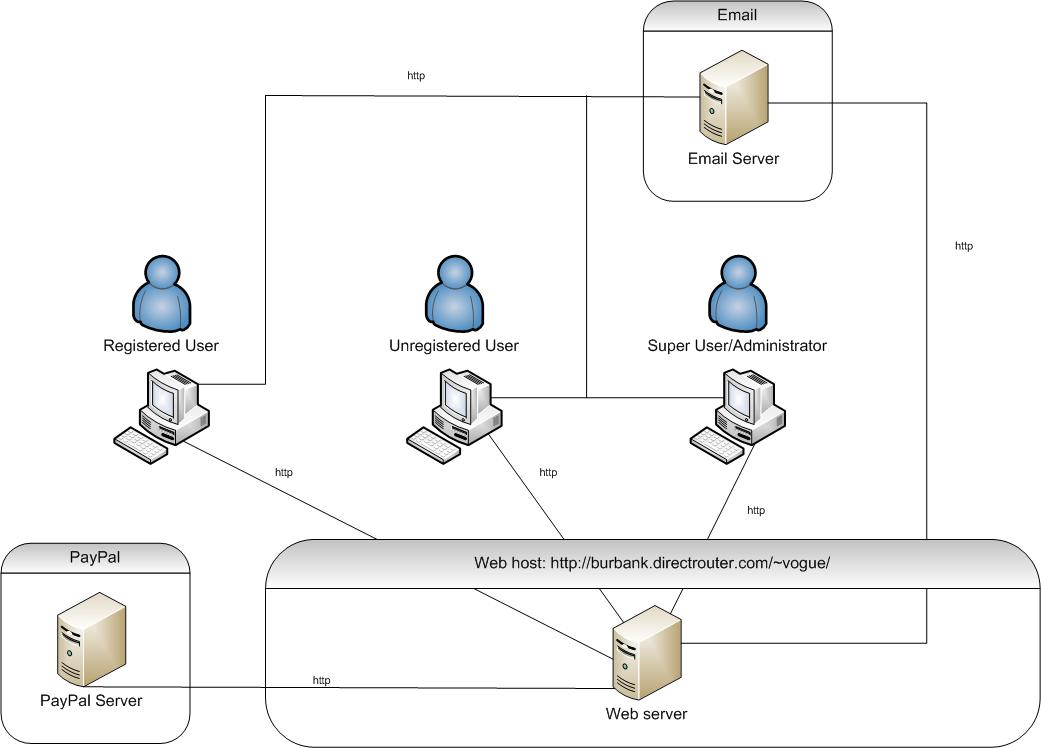 Email
http
Email Server
http
Registered User
Unregistered User
Super User/Administrator
http
http
http
PayPal
Web host: http://burbank.directrouter.com/~vogue/
http
PayPal Server
Web server